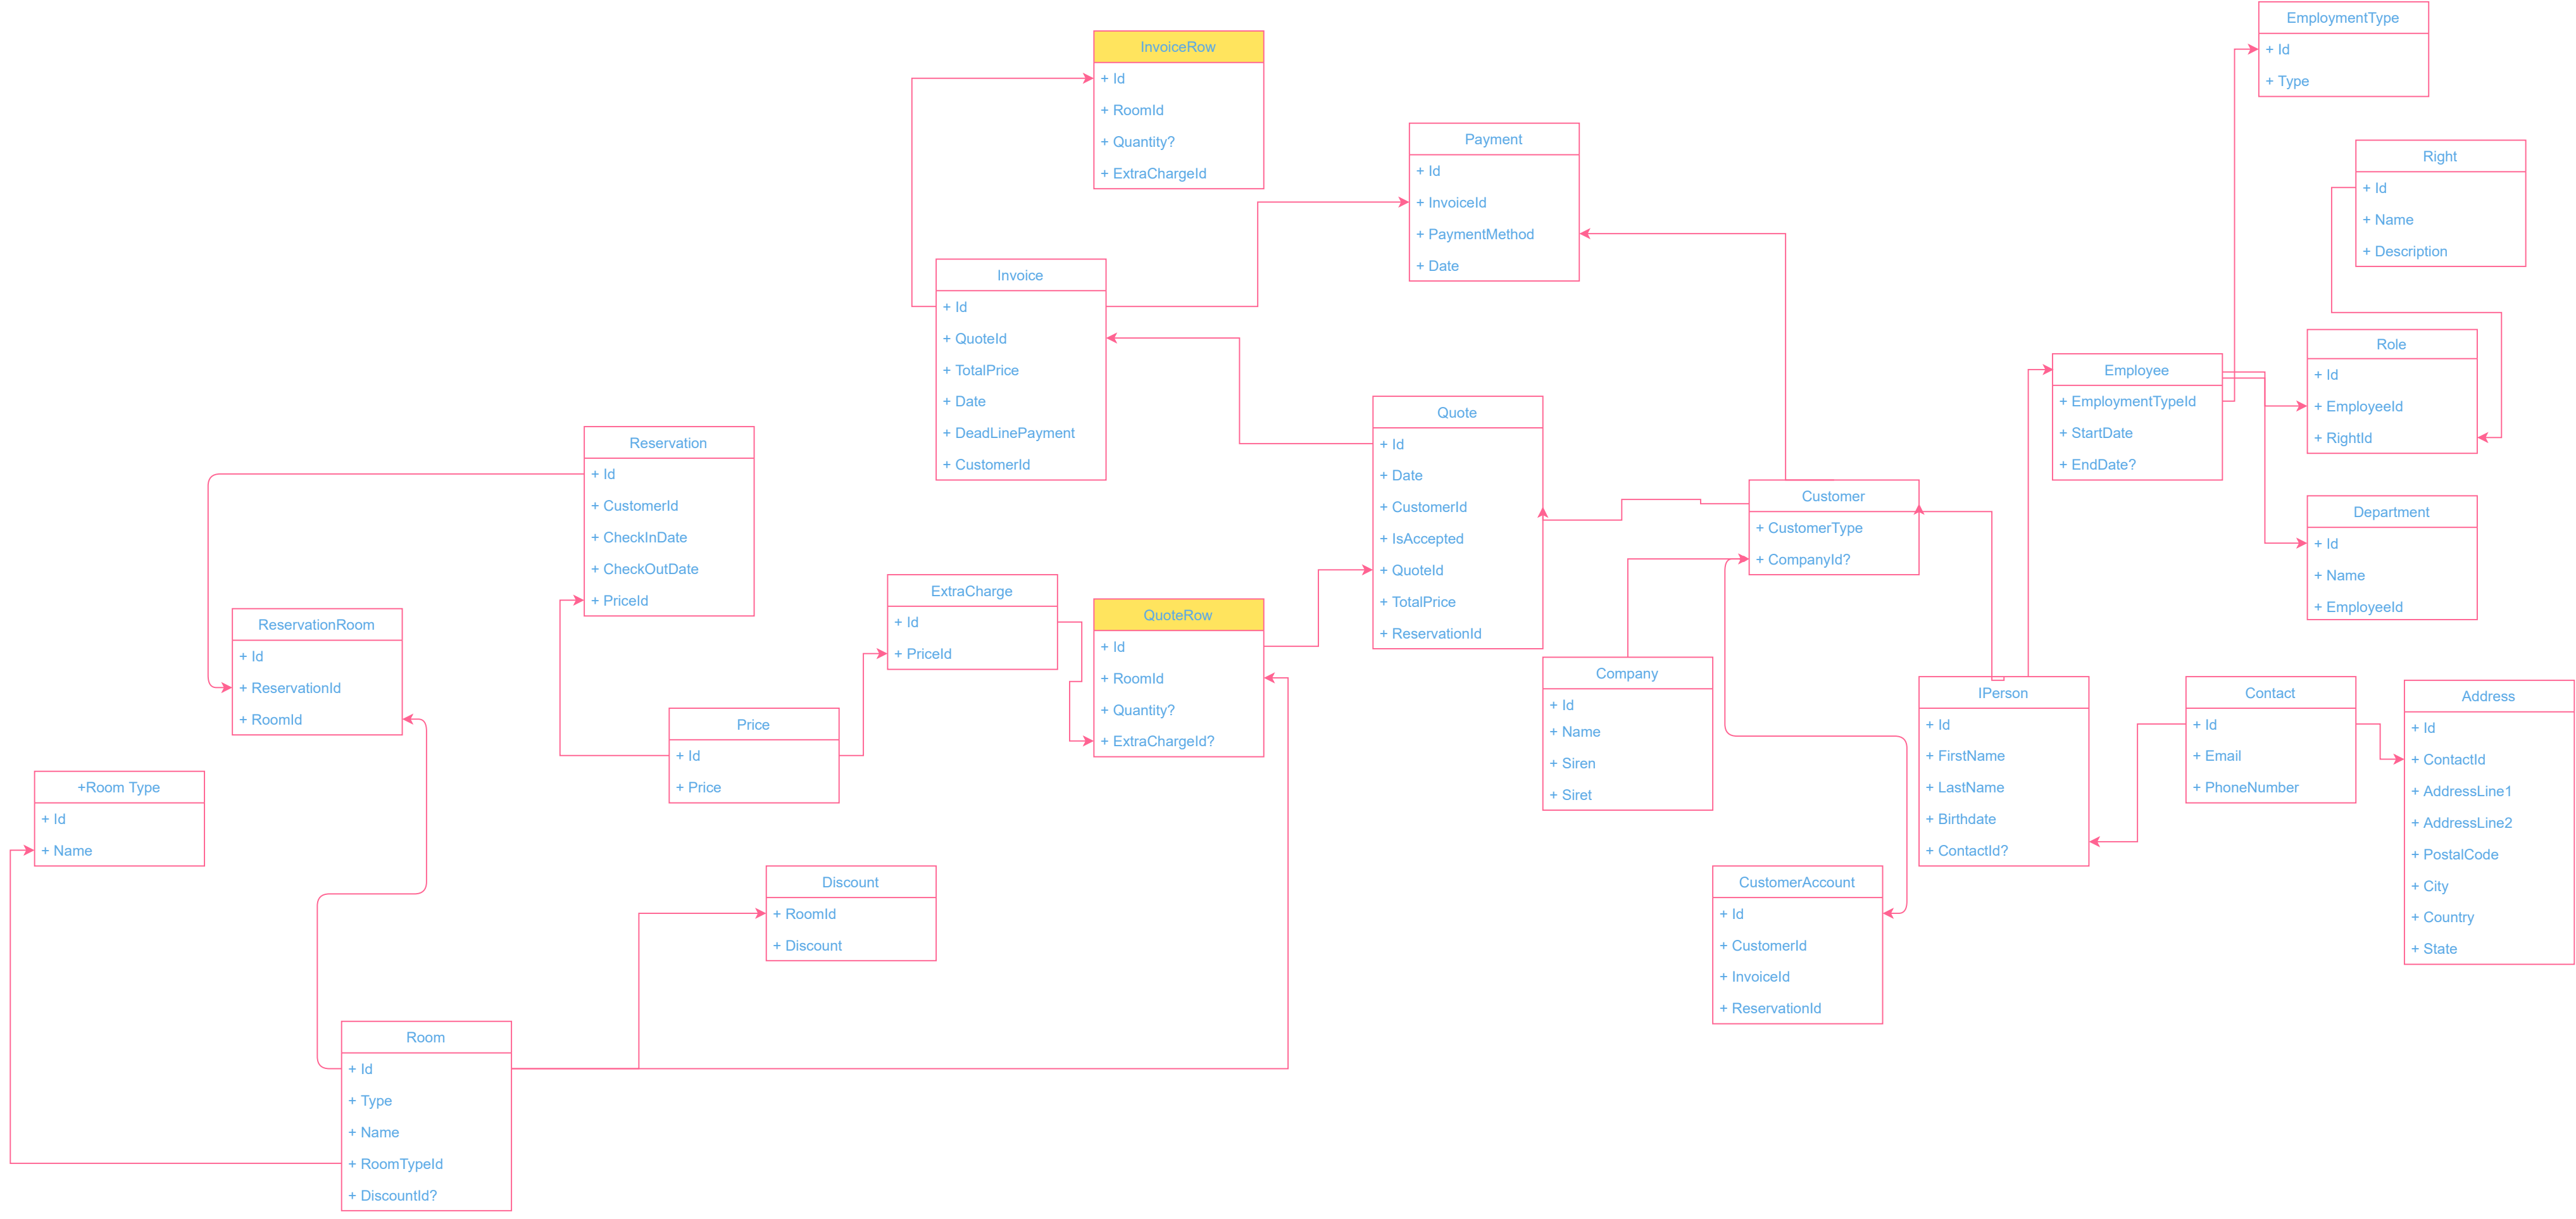 EmploymentType
+ Id
+ Type
InvoiceRow
+ Id
+ RoomId
+ Quantity?
+ ExtraChargeId
Payment
+ Id
+ InvoiceId
+ PaymentMethod
+ Date
Right
+ Id
+ Name
+ Description
Invoice
+ Id
+ QuoteId
+ TotalPrice
+ Date
+ DeadLinePayment
+ CustomerId
Role
+ Id
+ EmployeeId
+ RightId
Employee
+ EmploymentTypeId
+ StartDate
+ EndDate?
Quote
+ Id
+ Date
+ CustomerId
+ IsAccepted
+ QuoteId
+ TotalPrice
+ ReservationId
Reservation
+ Id
+ CustomerId
+ CheckInDate
+ CheckOutDate
+ PriceId
Customer
+ CustomerType
+ CompanyId?
Department
+ Id
+ Name
+ EmployeeId
ExtraCharge
+ Id
+ PriceId
QuoteRow
+ Id
+ RoomId
+ Quantity?
+ ExtraChargeId?
ReservationRoom
+ Id
+ ReservationId
+ RoomId
Company
+ Id
+ Name
+ Siren
+ Siret
IPerson
+ Id
+ FirstName
+ LastName
+ Birthdate
+ ContactId?
Contact
+ Id
+ Email
+ PhoneNumber
Address
+ Id
+ ContactId
+ AddressLine1
+ AddressLine2
+ PostalCode
+ City
+ Country
+ State
Price
+ Id
+ Price
+Room Type
+ Id
+ Name
Discount
+ RoomId
+ Discount
CustomerAccount
+ Id
+ CustomerId
+ InvoiceId
+ ReservationId
Room
+ Id
+ Type
+ Name
+ RoomTypeId
+ DiscountId?